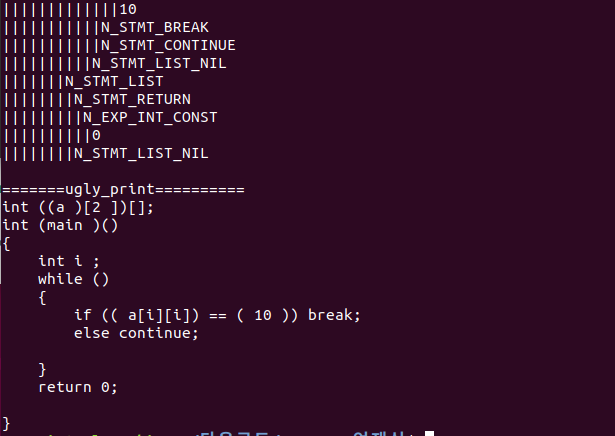 |||||||||||||10
|||||||||||N_STMT_BREAK
|||||||||||N_STMT_CONTINUE
||||||||||N_STMT_LIST_NIL
|||||||N_STMT_LIST
||||||||N_STMT_RETURN
|||||||||N_EXP_INT_CONST
||||||||||0
||||||||N_STMT_LIST_NIL
=======ugly_print==========
int ((a )[2 ])[];
int (main )()
{
    int i ;
    while ()
    {
        if (( a[i][i]) == ( 10 )) break;
        else continue;
    }
    return 0;
}